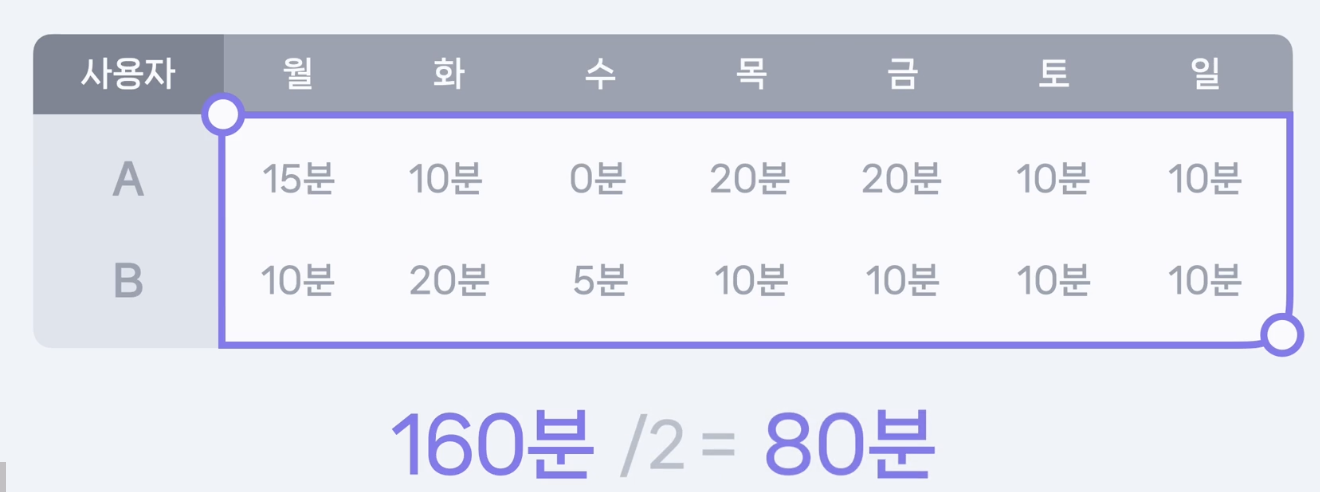 사용자 월 화 수 목 금 토 일
A 15분 10분 0분 20분 20분 10분 10분
B 10분 20분 5분 10분 10분 10분 10분
160분 /2 = 80분